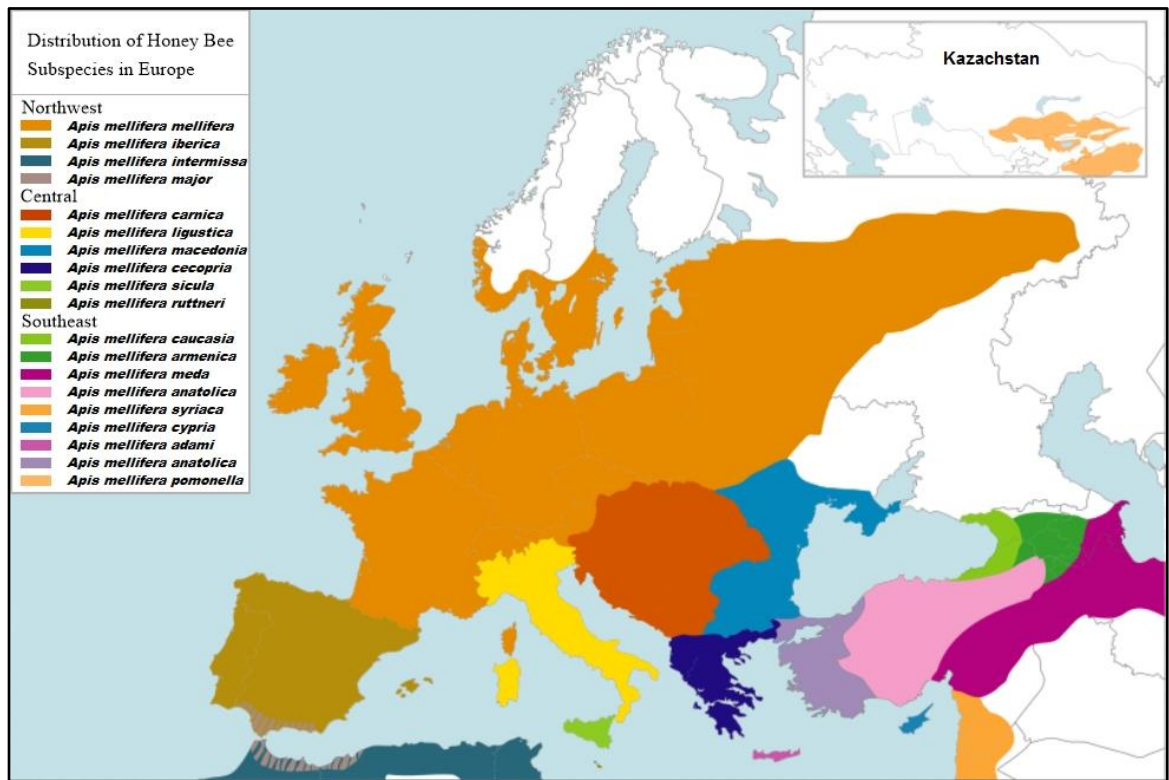 Distribution of Honey Bee
Subspecies in Europe
Northwest
Apis mellifera mellifera
Apis mellifera iberica
Apis mellifera intermissa
Apis mellifera major
Central
Apis mellifera carnica
Apis mellifera ligustica
Apis mellifera macedonia
Apis mellifera cecopria
Apis mellifera sicula
Apis mellifera ruttneri
Southeast
Apis mellifera caucasia
Apis mellifera armenica
Apis mellifera meda
Apis mellifera anatolica
Apis mellifera syriaca
Apis mellifera cypria
Apis mellifera adami
Apis mellifera anatolica
Apis mellifera pomonella
Kazachstan